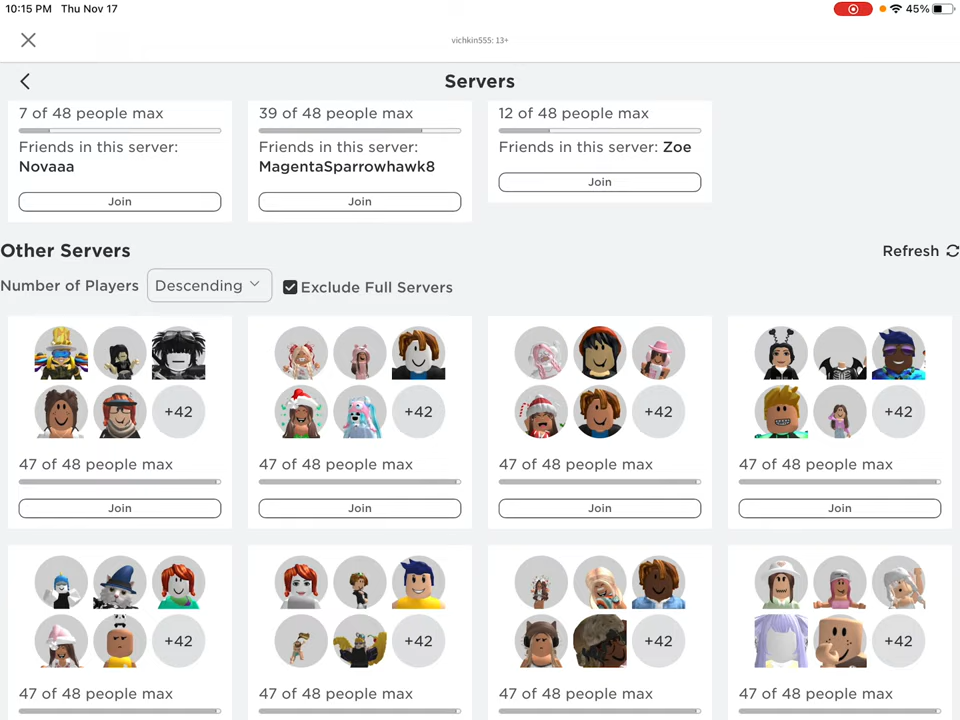 10:15 PM Thu Nov 17
45%
vichkin555: 13+
Servers
7 of 48 people max
39 of 48 people max
12 of 48 people max
Friends in this server:
Novaaa
Friends in this server:
MagentaSparrowhawk8
Friends in this server: Zoe
Join
Join
Join
Other Servers
Refresh
Number of Players
Descending
Exclude Full Servers
+42
+42
+42
+42
47 of 48 people max
47 of 48 people max
47 of 48 people max
47 of 48 people max
Join
Join
Join
Join
+42
+42
+42
+42
47 of 48 people max
47 of 48 people max
47 of 48 people max
47 of 48 people max